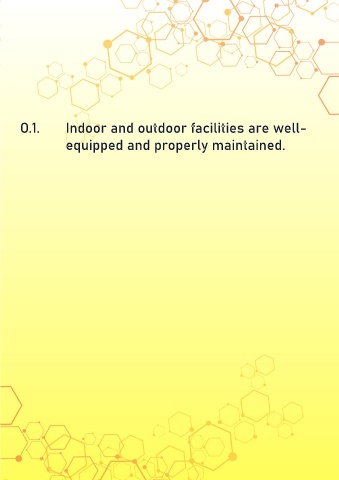 O.1. Indoor and outdoor facilities are well-
equipped and properly maintained.